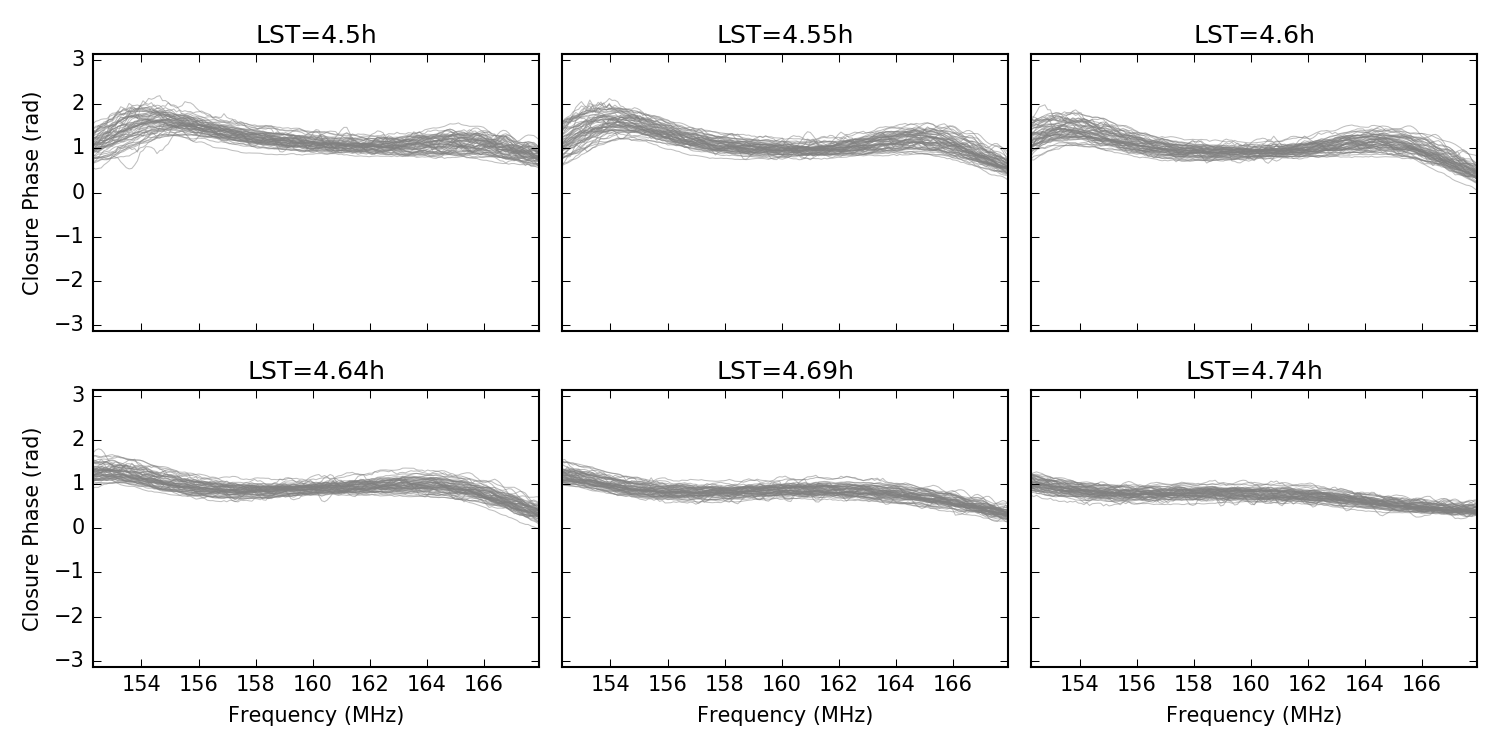 LST=4.5h LST=4.55h LST=4.6h
3
2
1
0
−1
−2
−3
Closure Phase (rad)
LST=4.64h LST=4.69h LST=4.74h
3
2
1
0
−1
−2
−3
Closure Phase (rad)
154 156 158 160 162 164 166 154 156 158 160 162 164 166 154 156 158 160 162 164 166
Frequency (MHz) Frequency (MHz) Frequency (MHz)